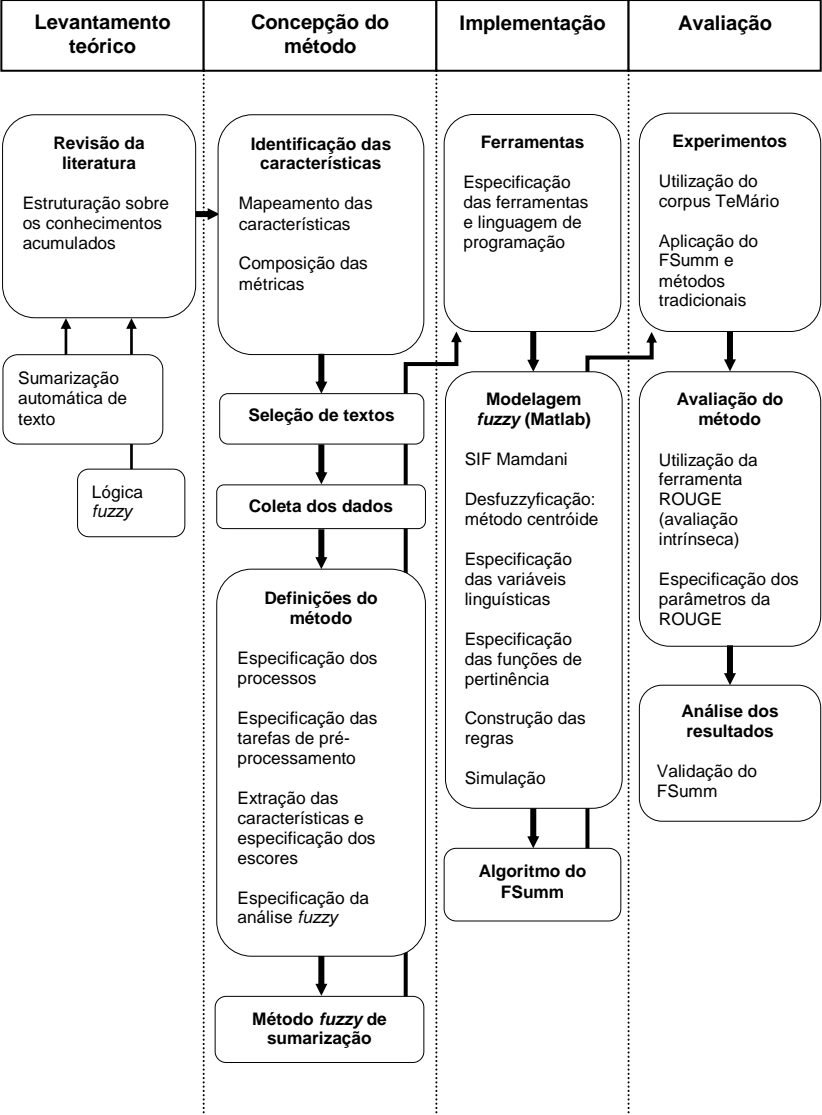 Levantamento
teórico
Concepção do
método
Implementação
Avaliação
Revisão da
literatura
Estruturação sobre
os conhecimentos
acumulados
Sumarização
automática de
texto
Lógica
fuzzy
Identificação das
características
Mapeamento das
características
Composição das
métricas
Seleção de textos
Coleta dos dados
Definições do
método
Especificação dos
processos
Especificação das
tarefas de pré-
processamento
Extração das
características e
especificação dos
escores
Especificação da
análise fuzzy
Método fuzzy de
sumarização
Ferramentas
Especificação
das ferramentas
e linguagem de
programação
Modelagem
fuzzy (Matlab)
SIF Mamdani
Desfuzzyficação:
método centróide
Especificação
das variáveis
linguísticas
Especificação
das funções de
pertinência
Construção das
regras
Simulação
Algoritmo do
FSumm
Experimentos
Utilização do
corpus TeMário
Aplicação do
FSumm e
métodos
tradicionais
Avaliação do
método
Utilização da
ferramenta
ROUGE
(avaliação
intrínseca)
Especificação dos
parâmetros da
ROUGE
Análise dos
resultados
Validação do
FSumm